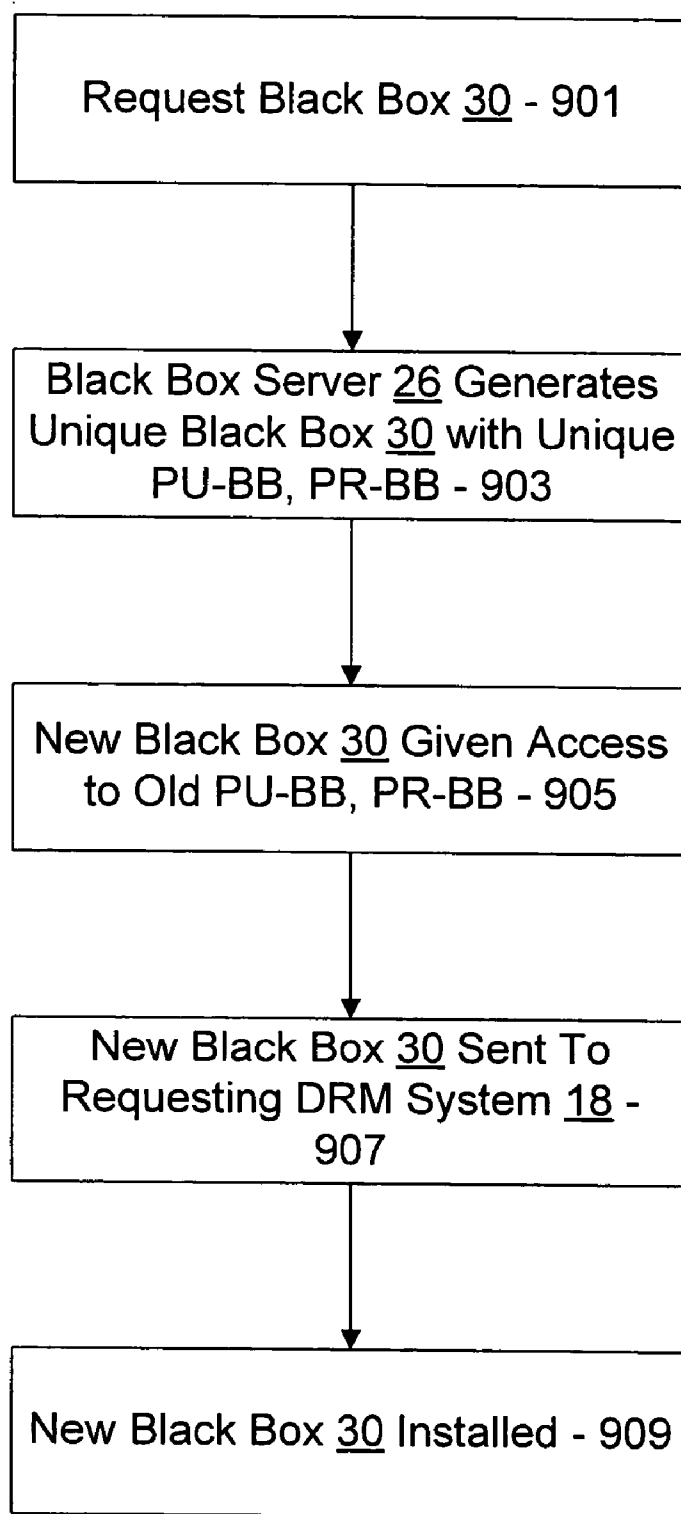 Request Black Box 30 - 901
Black Box Server 26 Generates
Unique Black Box 30 with Unique
PU-BB, PR-BB - 903
New Black Box 30 Given Access
to Old PU-BB, PR-BB - 905
New Black Box 30 Sent To
Requesting DRM System 18 -
907
New Black Box 30 Installed - 909